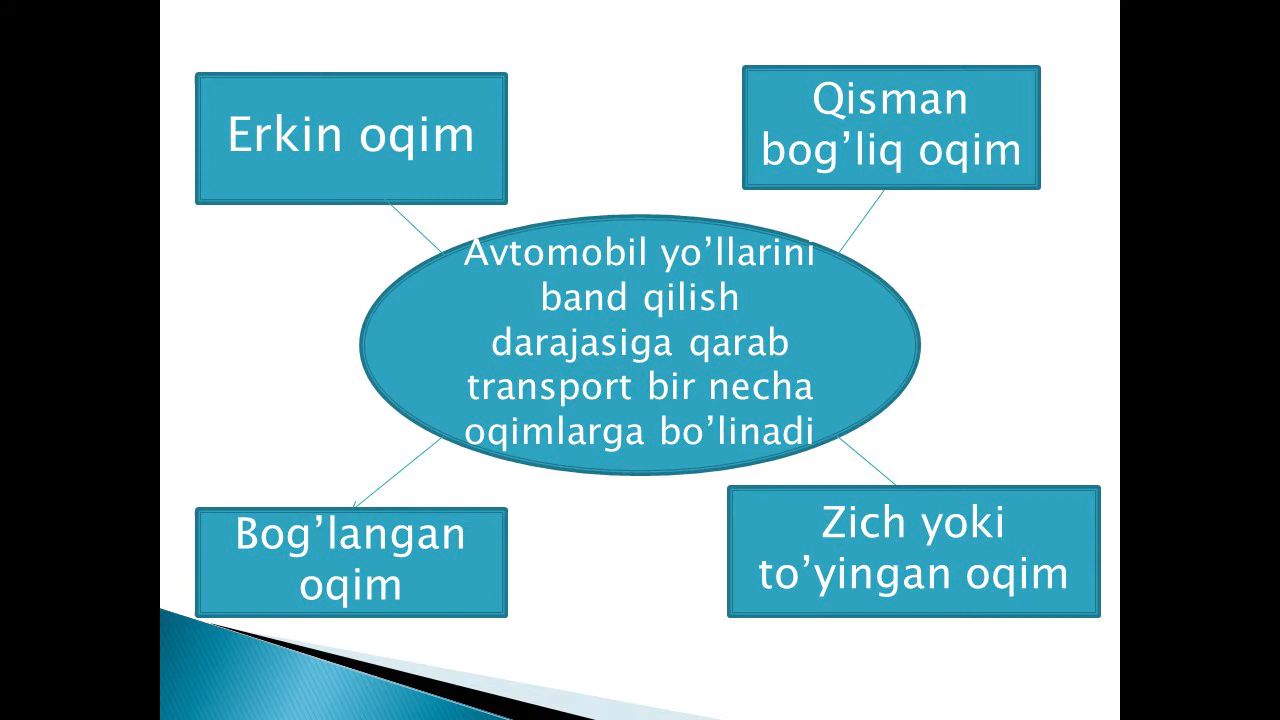 Erkin oqim
Qisman
bog’liq oqim
Avtomobil yo’llarini
band qilish
darajasiga qarab
transport bir necha
oqimlarga bo’linadi
Bog’langan
oqim
Zich yoki
to’yingan oqim